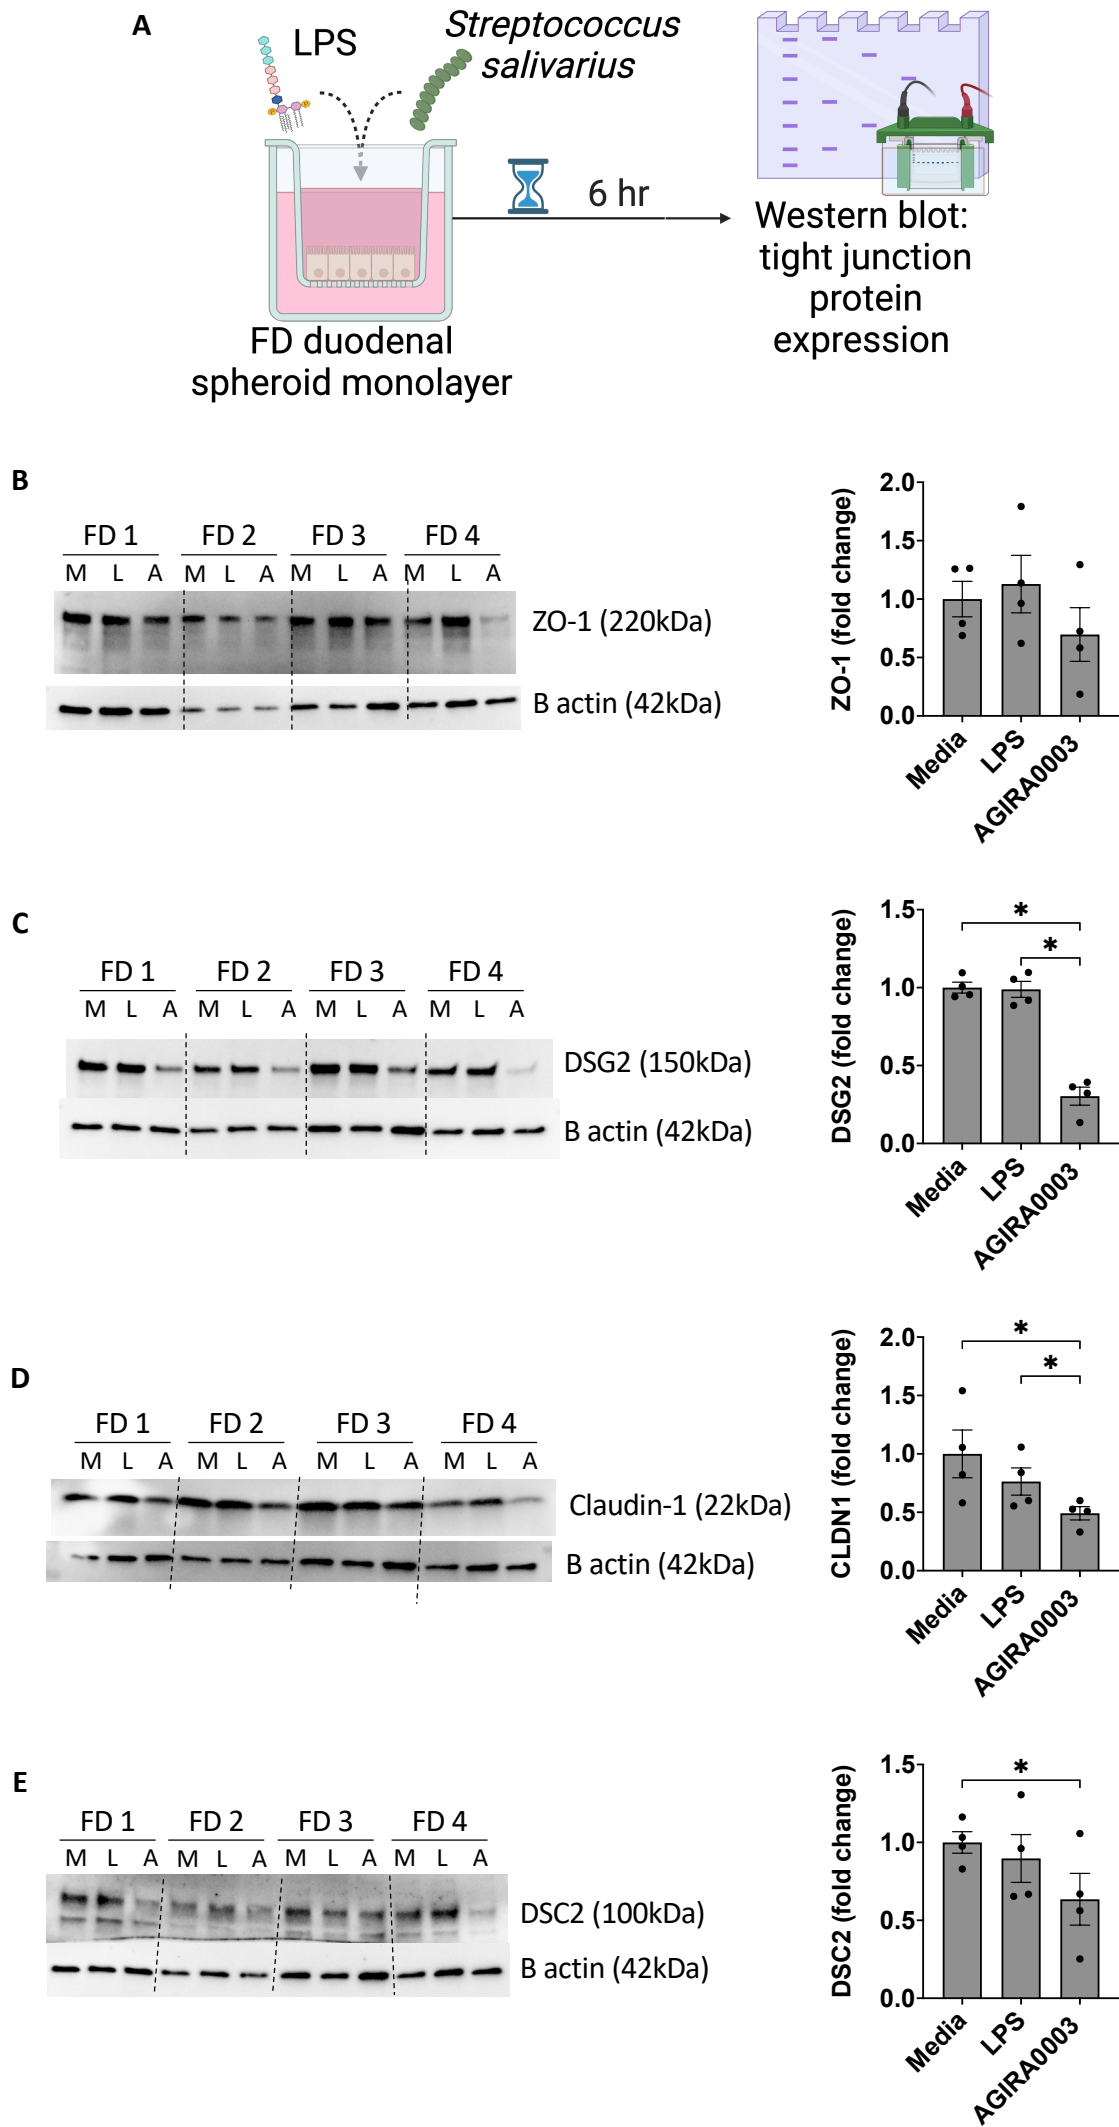 A
LPS
Streptococcus
salivarius
6 hr
FD duodenal
spheroid monolayer
Western blot:
tight junction
protein
expression
B
FD 1 FD 2 FD 3 FD 4
M L A M L A M L A M L A
ZO-1 (220kDa)
B actin (42kDa)
ZO-1 (fold change)
2.0
1.5
1.0
0.5
0.0
Media
LPS
AGIRA0003
C
FD 1 FD 2 FD 3 FD 4
M L A M L A M L A M L A
DSG2 (150kDa)
B actin (42kDa)
DSG2 (fold change)
1.5
1.0
0.5
0.0
*
*
Media
LPS
AGIRA0003
D
FD 1 FD 2 FD 3 FD 4
M L A M L A M L A M L A
Claudin-1 (22kDa)
B actin (42kDa)
CLDN1 (fold change)
2.0
1.5
1.0
0.5
0.0
*
*
Media
LPS
AGIRA0003
E
FD 1 FD 2 FD 3 FD 4
M L A M L A M L A M L A
DSC2 (100kDa)
B actin (42kDa)
DSC2 (fold change)
1.5
1.0
0.5
0.0
*
Media
LPS
AGIRA0003